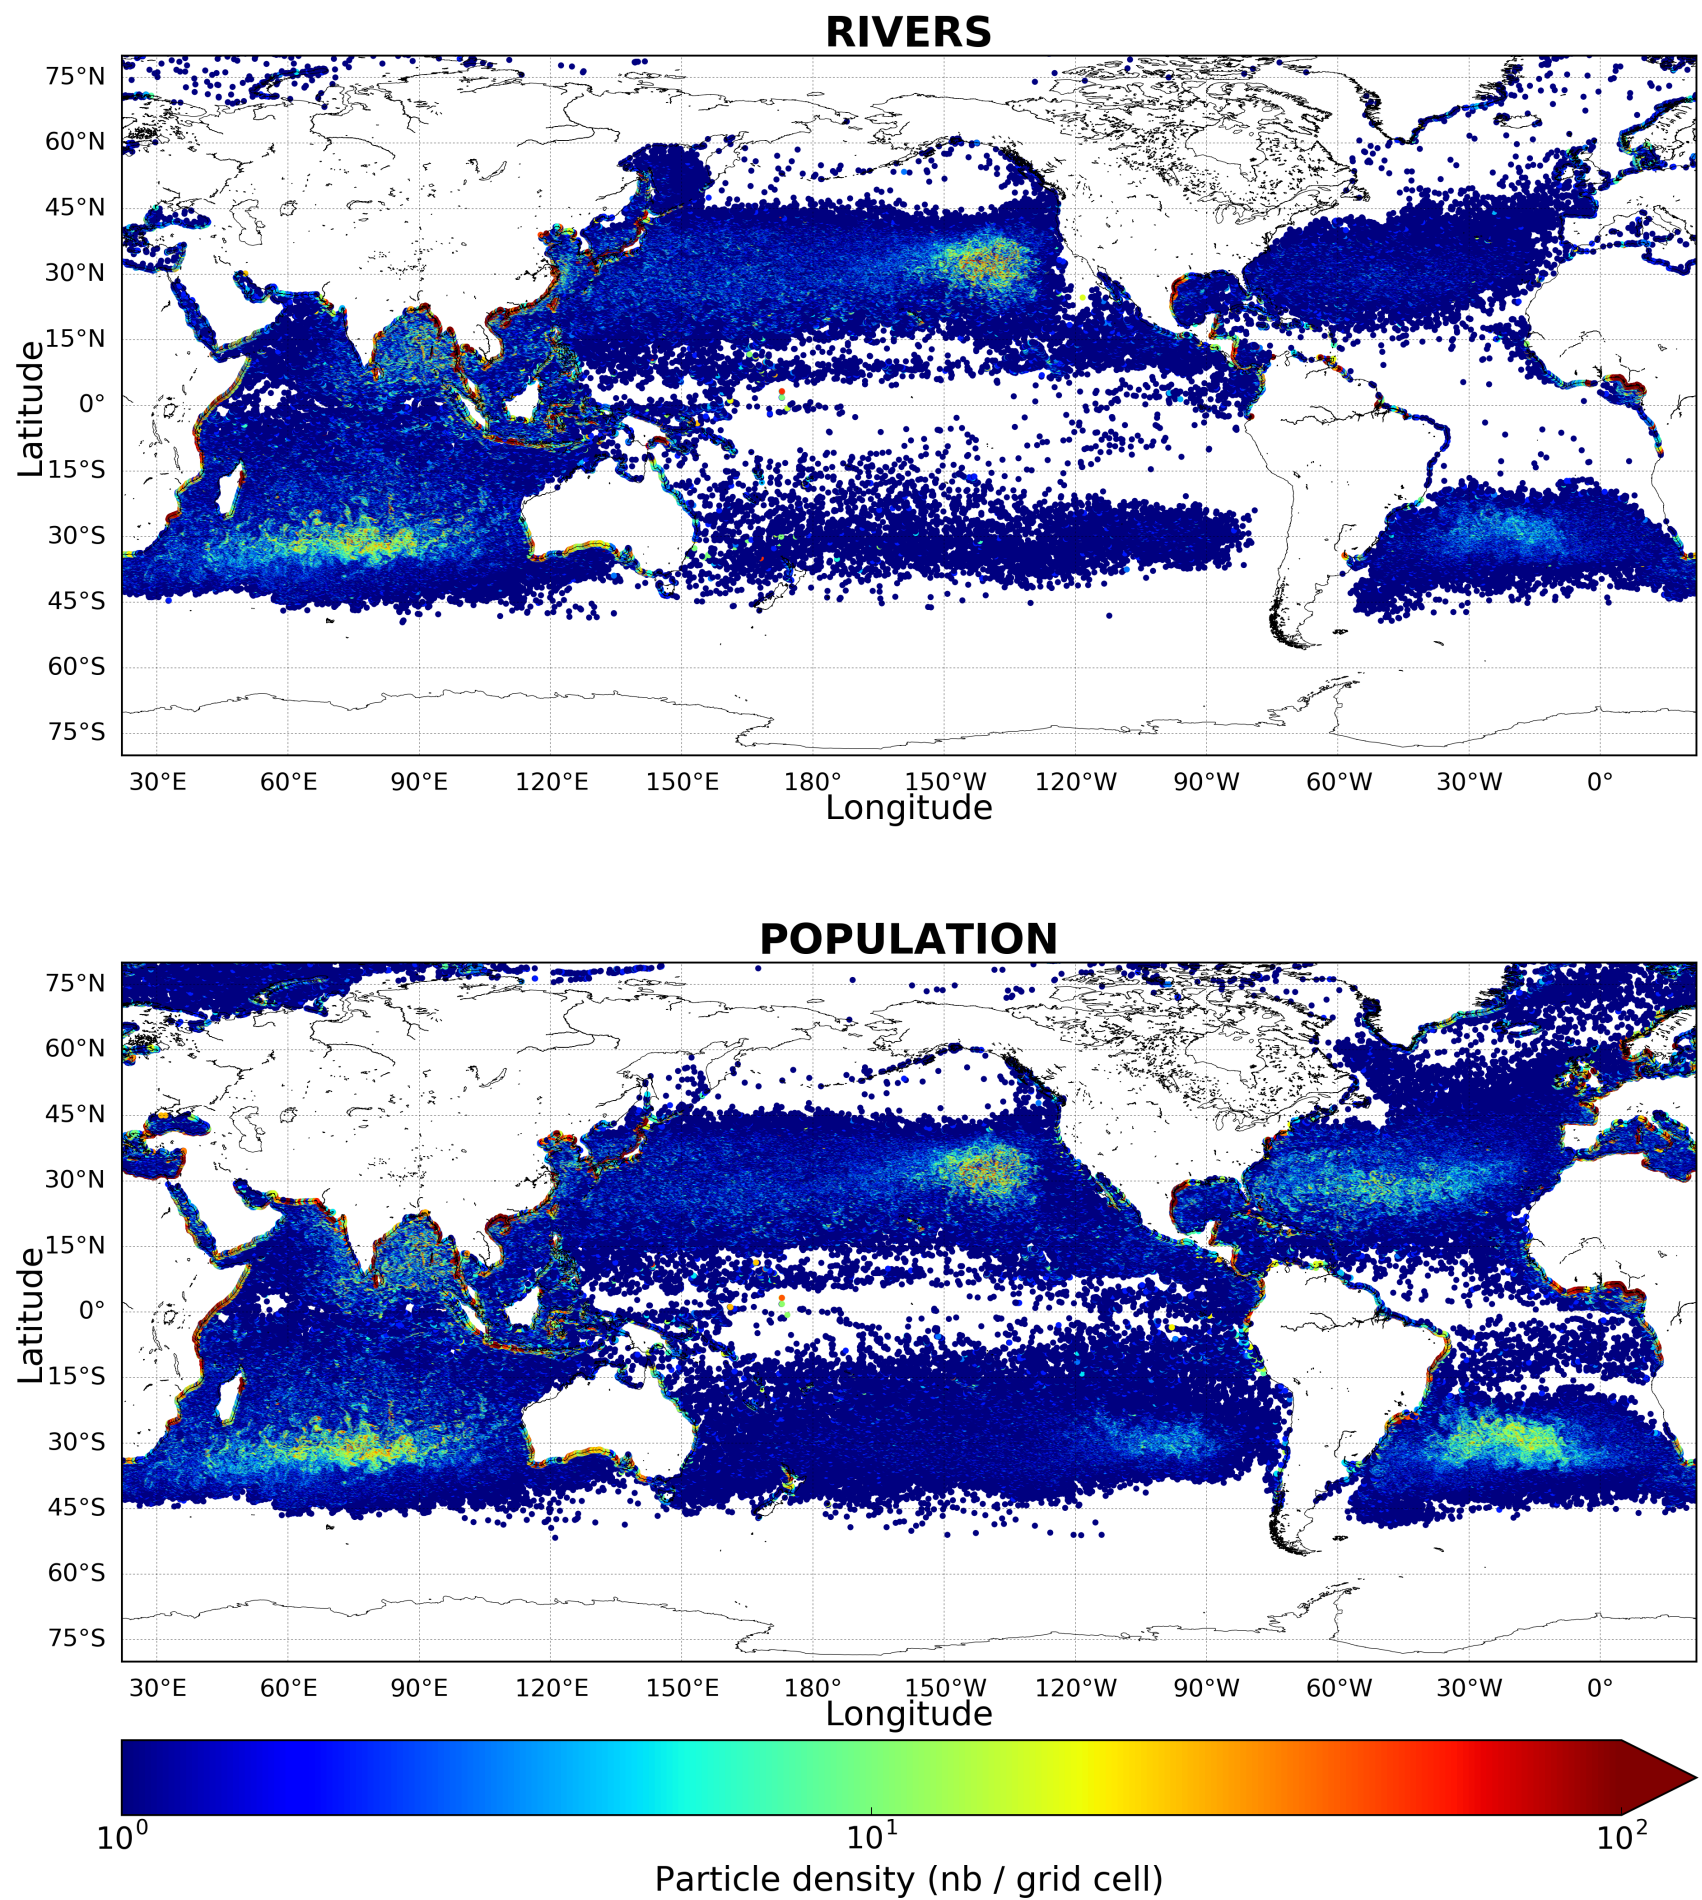 RIVERS
75°N
60°N
45°N
30°N
15°N
0°
15°S
30°S
45°S
60°S
75°S
Latitude
30°E 60°E 90°E 120°E 150°E 180° 150°W 120°W 90°W 60°W 30°W 0°
Longitude
POPULATION
75°N
60°N
45°N
30°N
15°N
0°
15°S
30°S
45°S
60°S
75°S
Latitude
30°E 60°E 90°E 120°E 150°E 180° 150°W 120°W 90°W 60°W 30°W 0°
Longitude
10⁰ 10¹ 10²
Particle density (nb / grid cell)